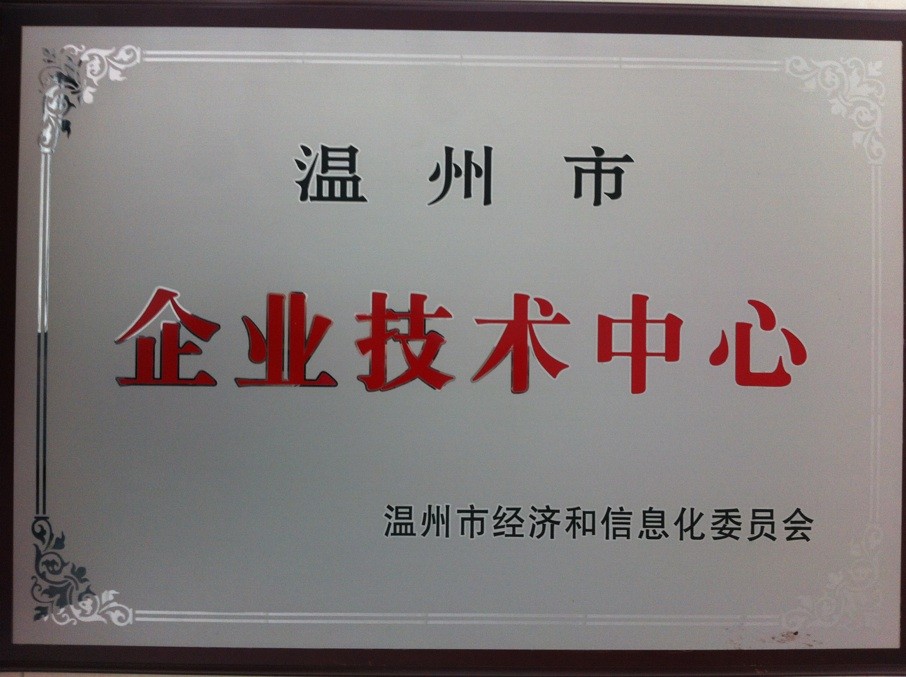 温州市
企业技术中心
温州市经济和信息化委员会